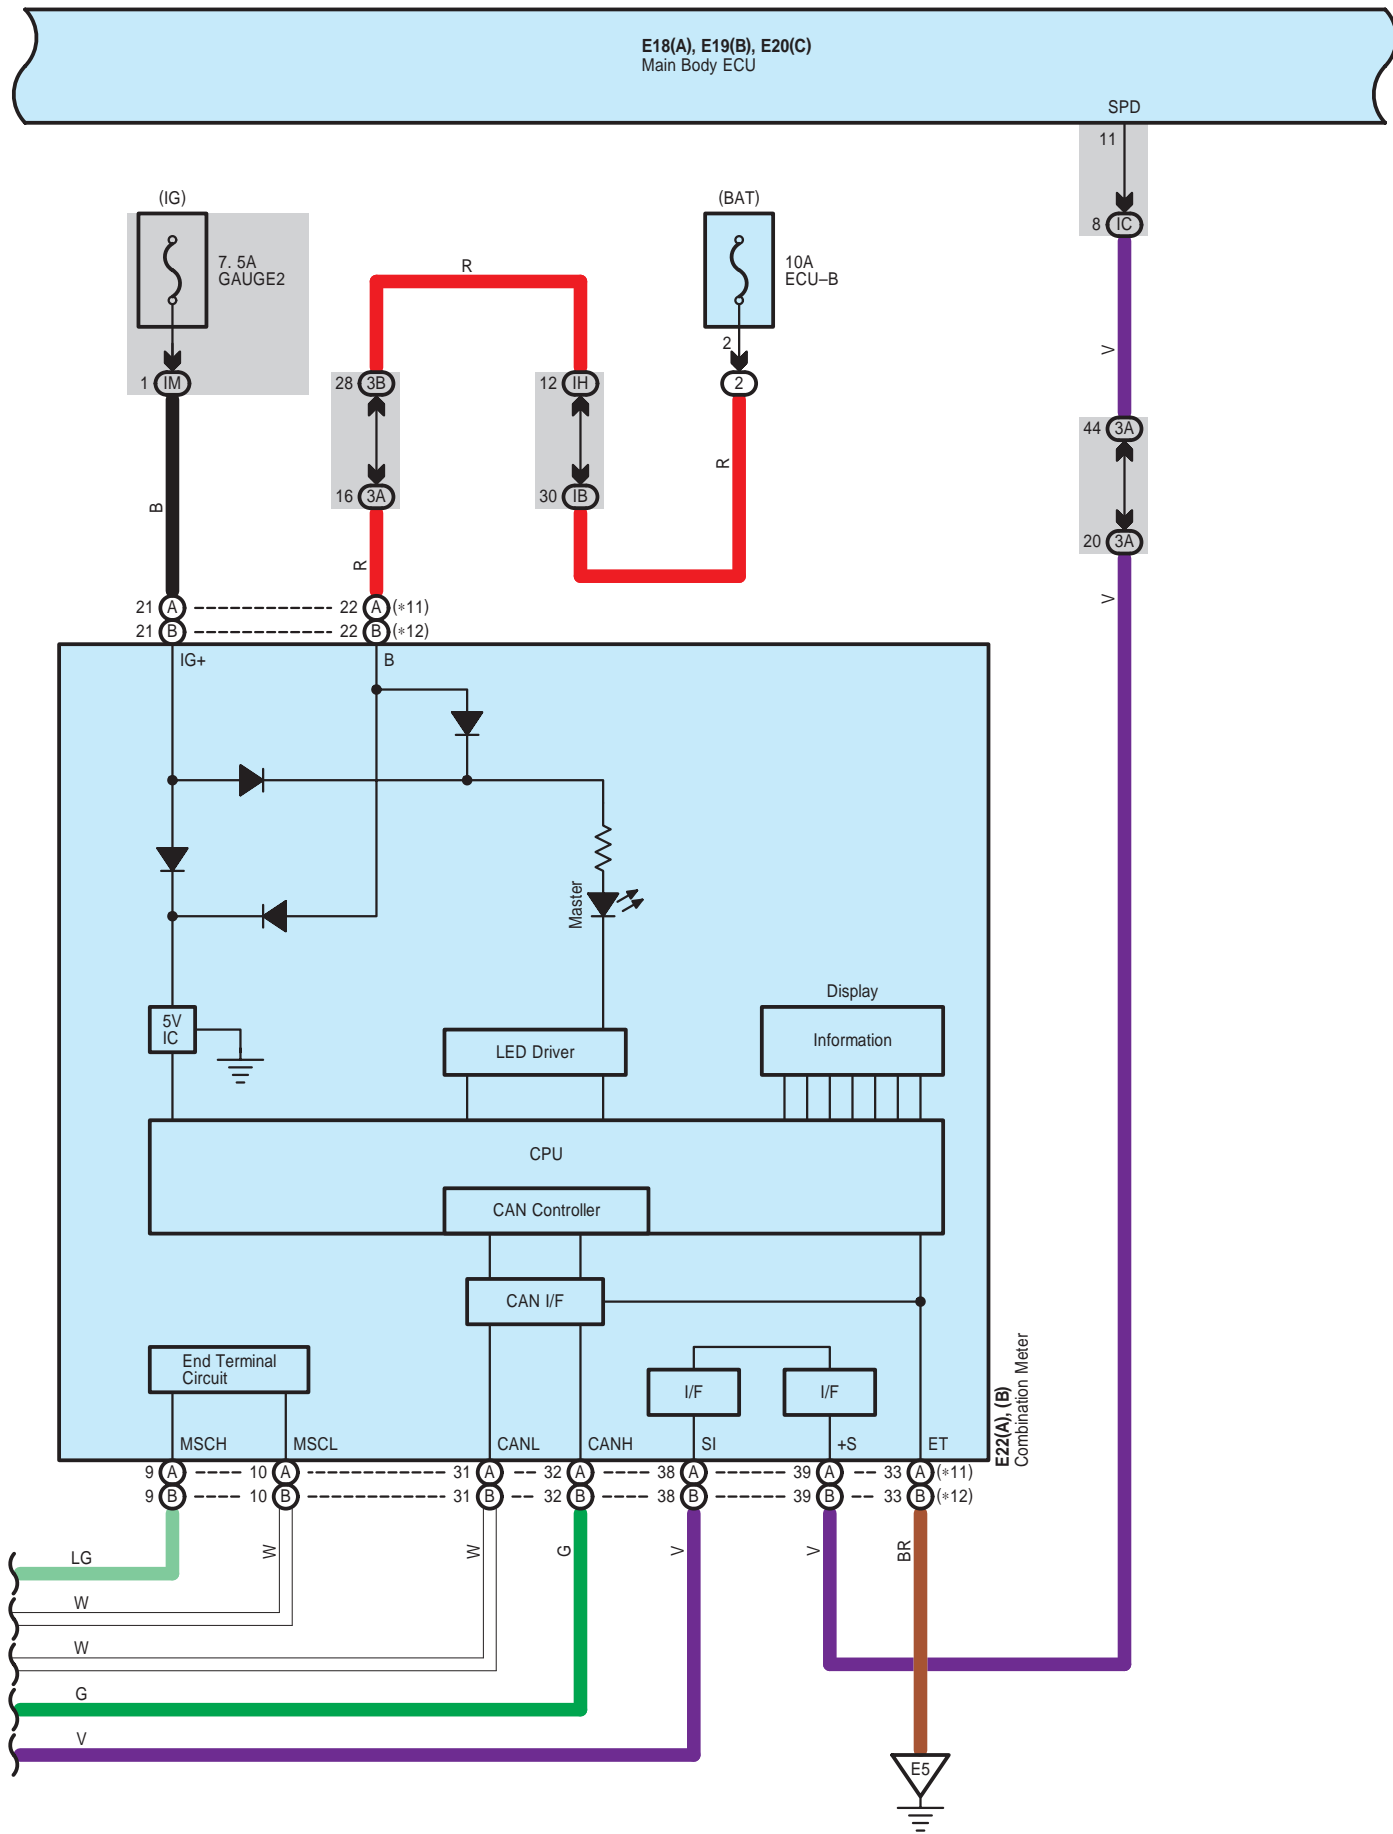 E18(A), E19(B), E20(C)
Main Body ECU
SPD
11
8 IC
(IG)
7. 5A
GAUGE2
1 IM
(BAT)
10A
ECU–B
2
2
R
28 3B
12 IH
16 3A
30 IB
R
V
44 3A
20 3A
V
B
R
21 A 22 A (*11)
21 B 22 B (*12)
IG+
B
Master
5V
IC
LED Driver
Display
Information
CPU
CAN Controller
CAN I/F
End Terminal
Circuit
I/F
I/F
MSCH
MSCL
CANL
CANH
SI
+S
ET
E22(A), (B)
Combination Meter
9 A 10 A 31 A 32 A 38 A 39 A 33 A (*11)
9 B 10 B 31 B 32 B 38 B 39 B 33 B (*12)
W
W
G
V
V
BR
LG
W
W
G
V
E5